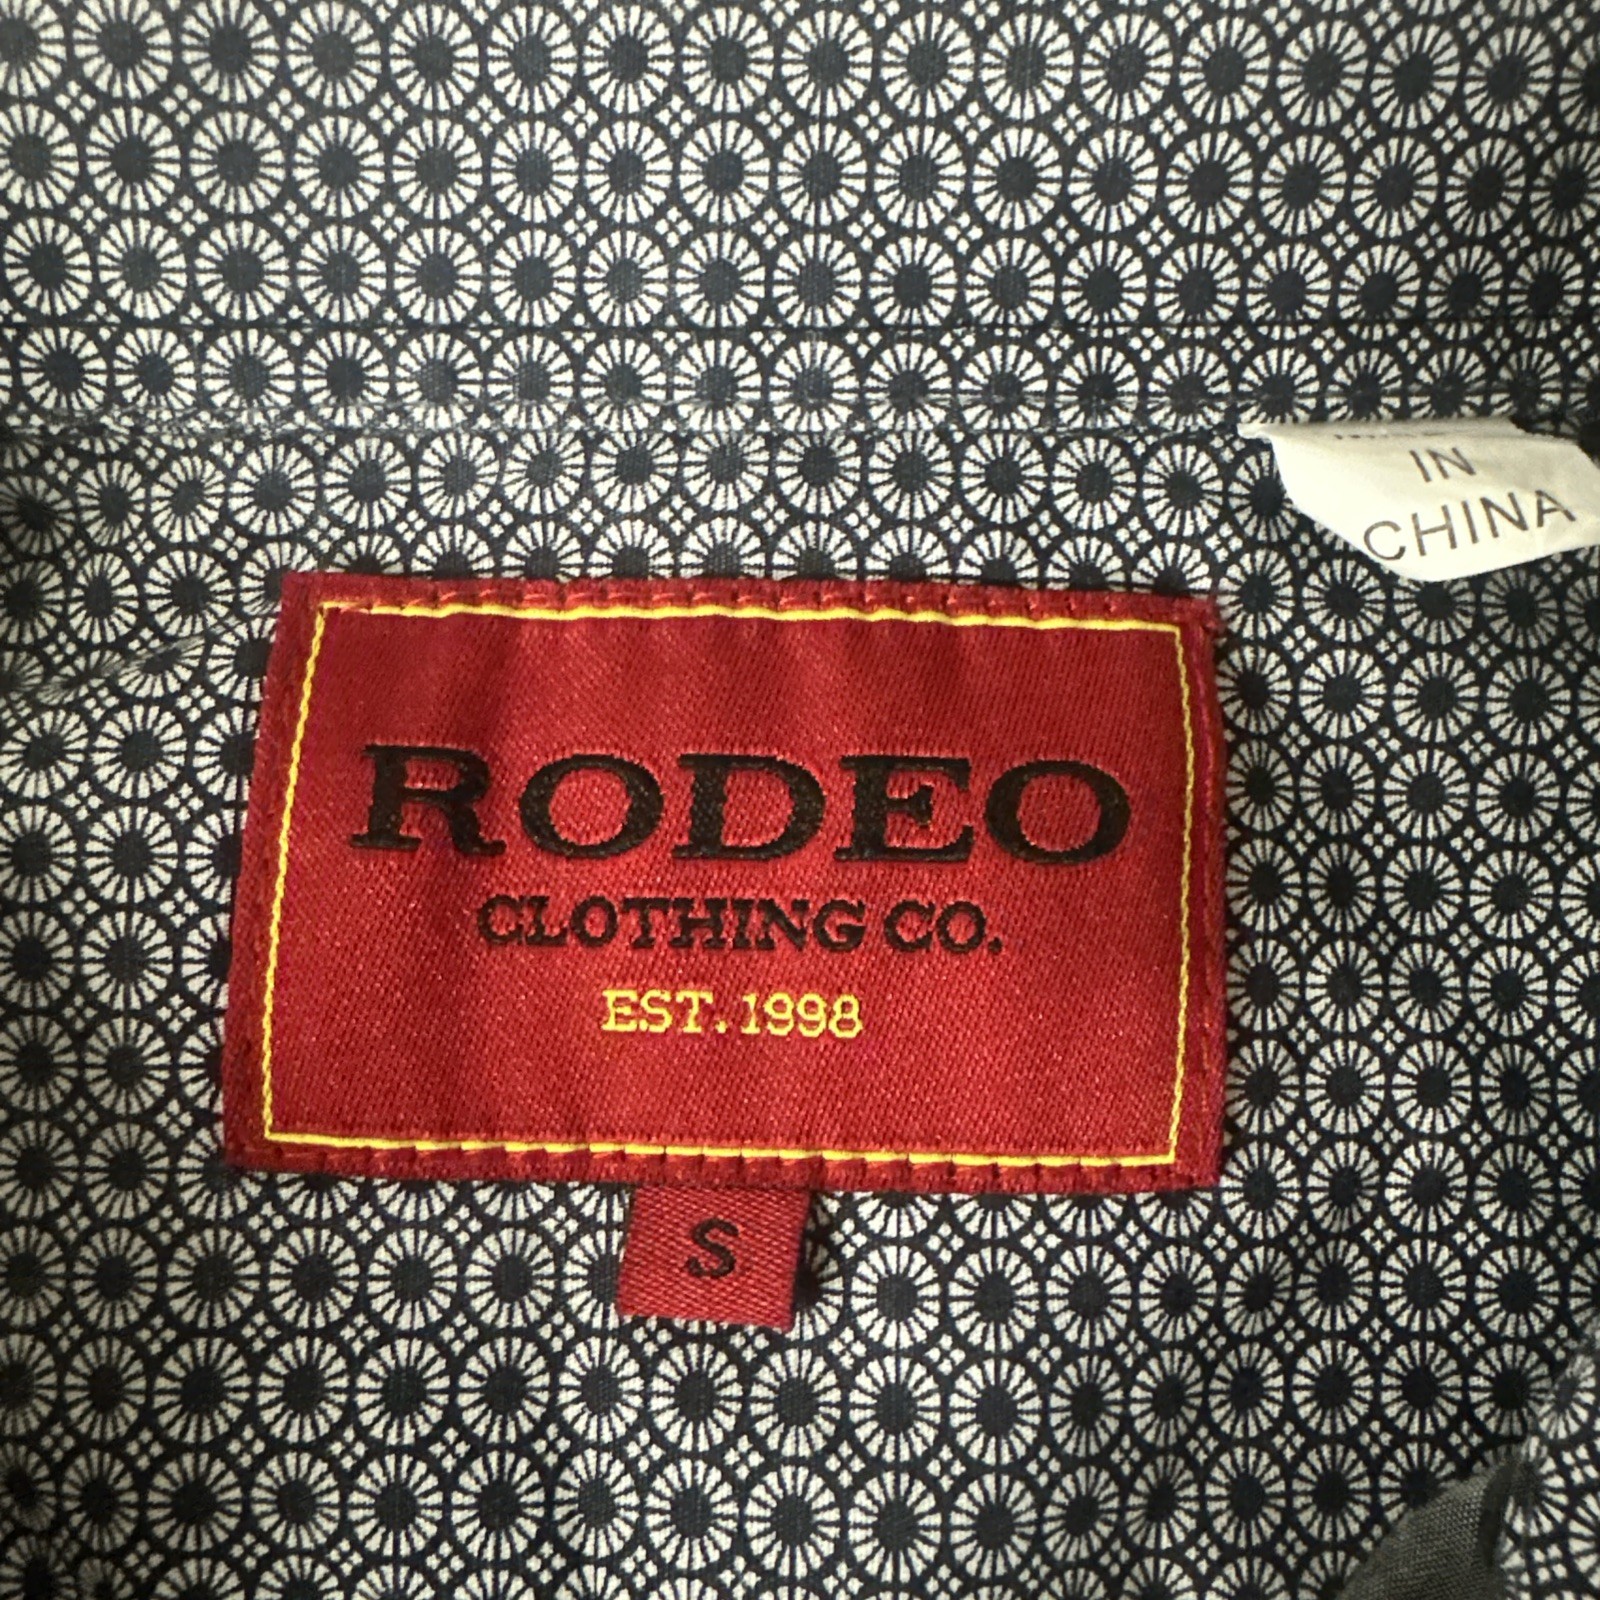 IN
CHINA
RODEO
CLOTHING CO.
EST. 1998
S